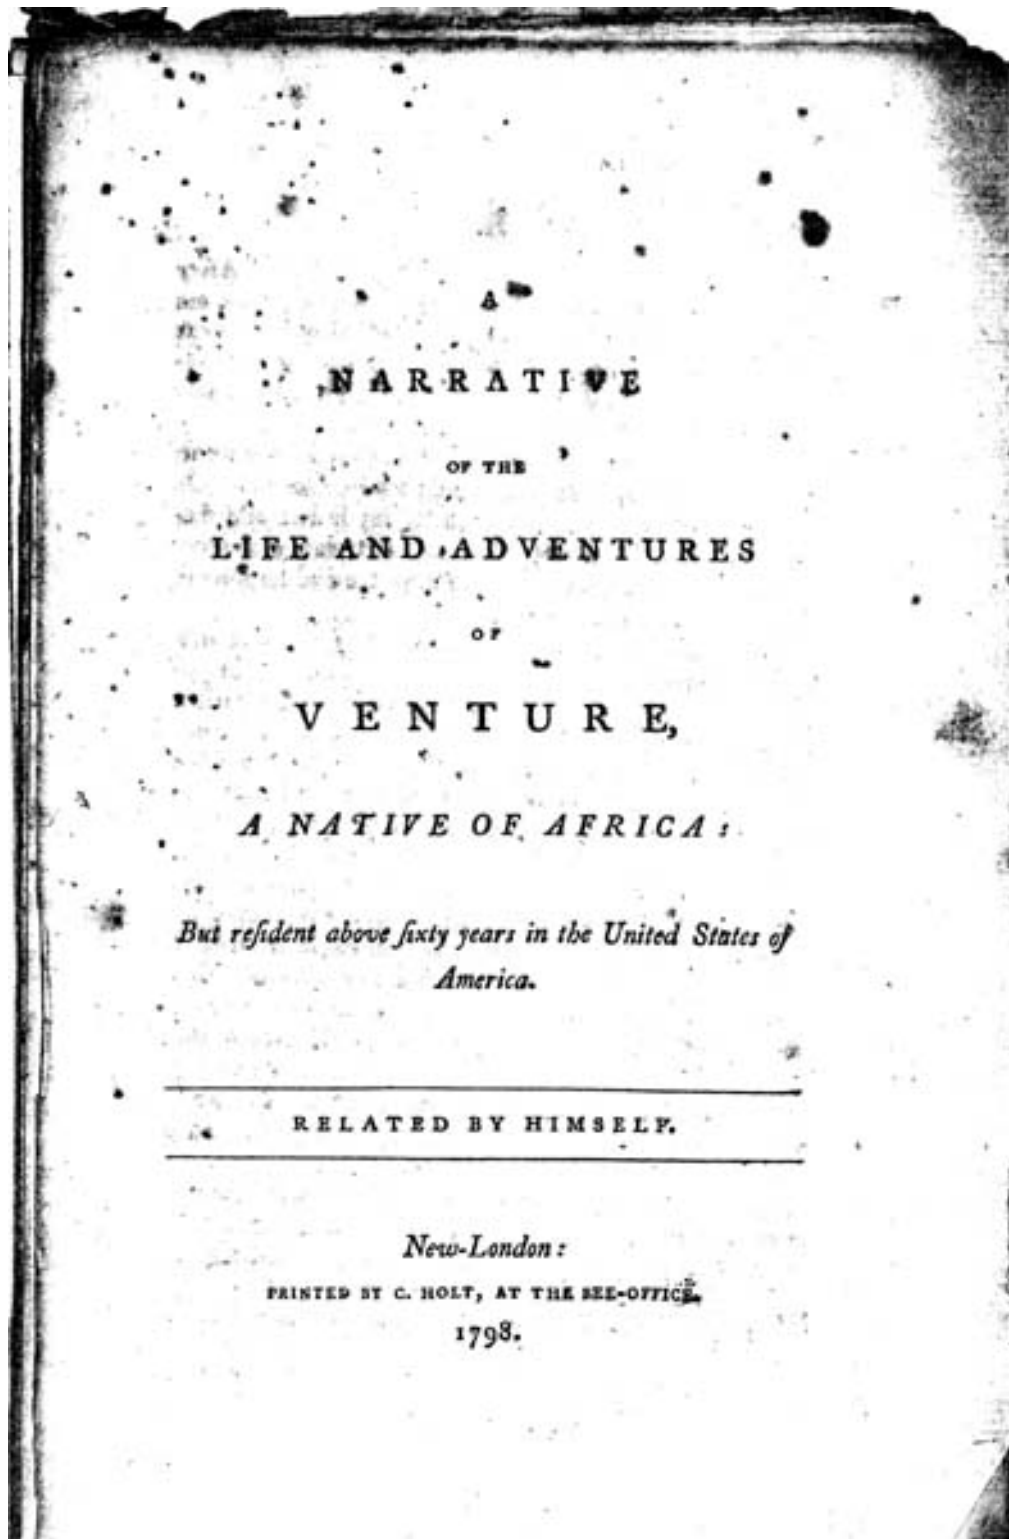 A
NARRATIVE
OF THE
LIFE AND ADVENTURES
OF
VENTURE,
A NATIVE OF AFRICA:
But reſident above ſixty years in the United States of
America.
RELATED BY HIMSELF.
New-London:
PRINTED BY C. HOLT, AT THE BEE-OFFICE.
1798.